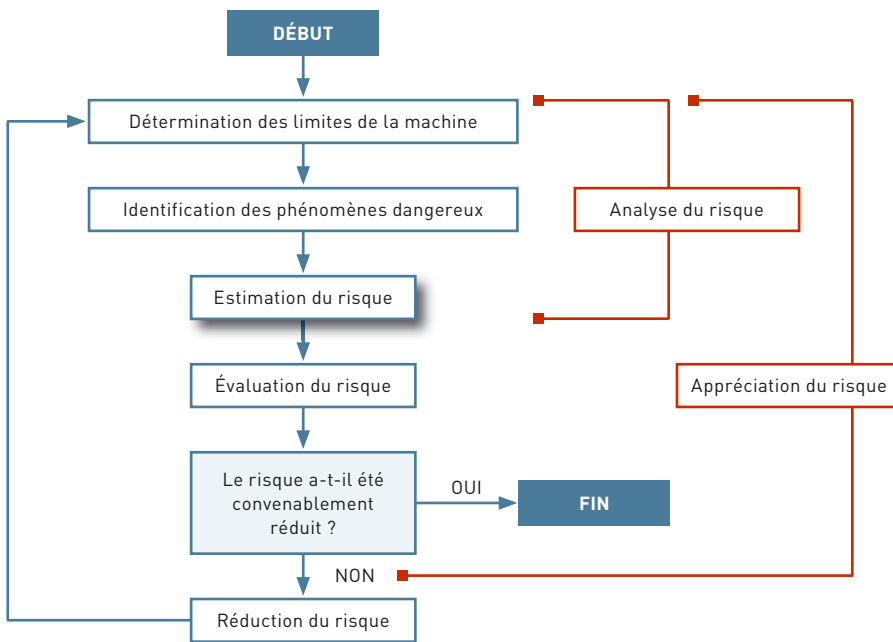 DÉBUT
Détermination des limites de la machine
Identification des phénomènes dangereux
Analyse du risque
Estimation du risque
Évaluation du risque
Appréciation du risque
Le risque a-t-il été
convenablement
réduit ?
OUI
FIN
NON
Réduction du risque